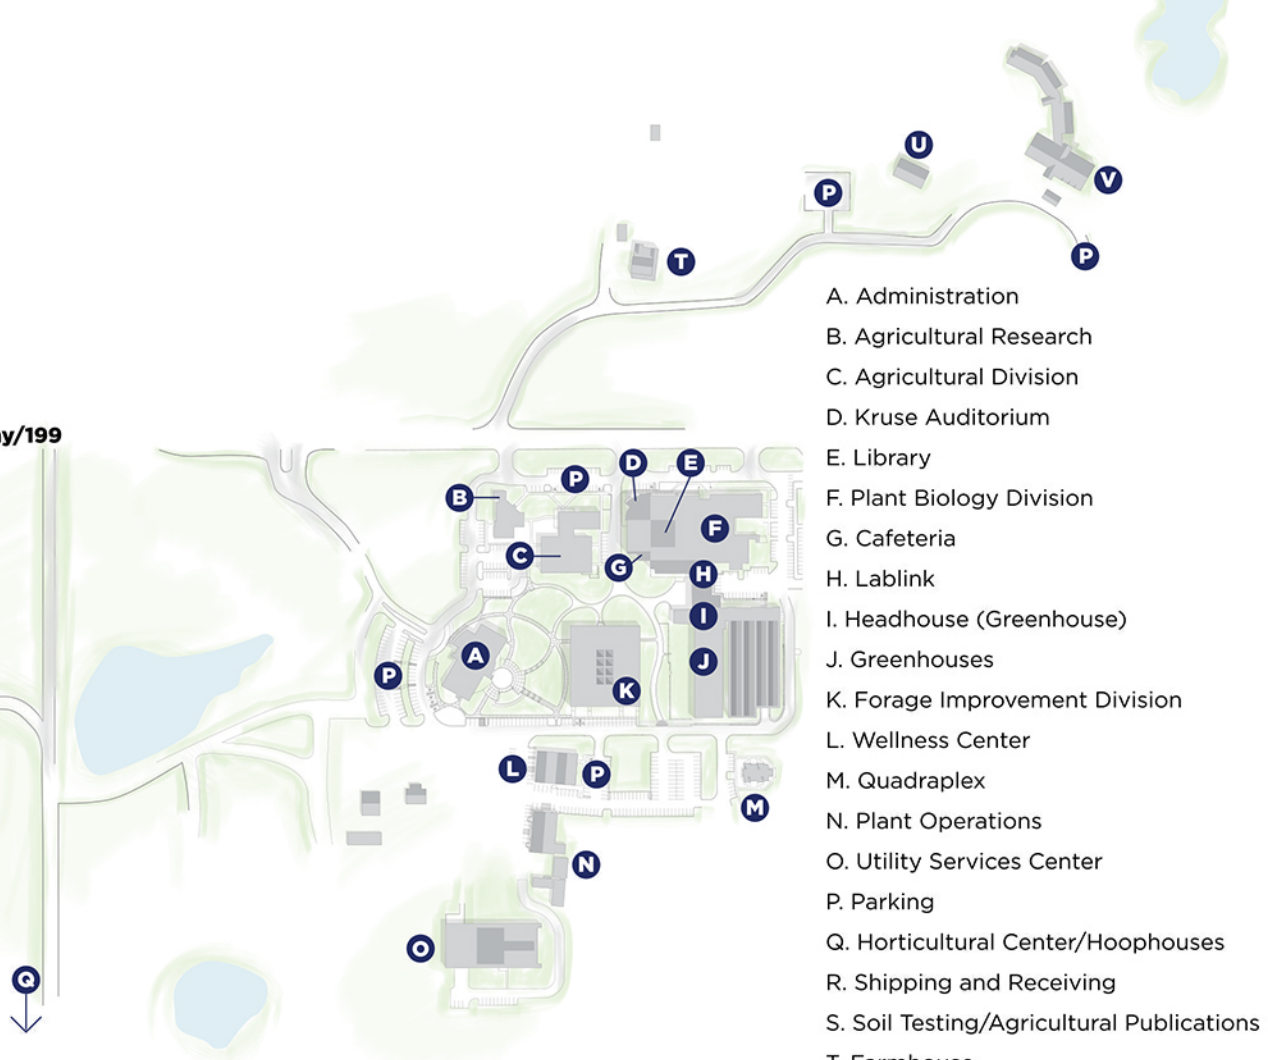 U
V
P
P
T
A. Administration
B. Agricultural Research
C. Agricultural Division
D. Kruse Auditorium
E. Library
F. Plant Biology Division
G. Cafeteria
H. Lablink
I. Headhouse (Greenhouse)
J. Greenhouses
K. Forage Improvement Division
L. Wellness Center
M. Quadraplex
N. Plant Operations
O. Utility Services Center
P. Parking
Q. Horticultural Center/Hoophouses
R. Shipping and Receiving
S. Soil Testing/Agricultural Publications
T. Farmhouse
y/199
D
E
P
B
F
C
G
H
I
A
J
P
K
L
P
M
N
O
Q